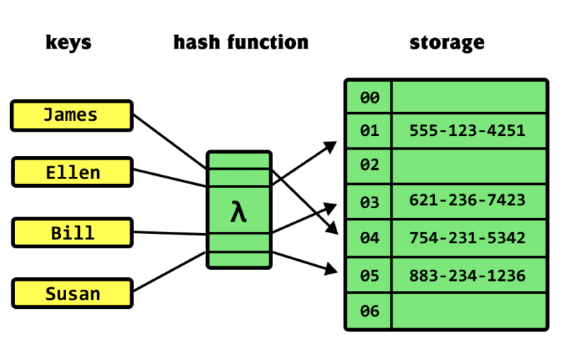 keys hash function storage
James
Ellen
Bill
Susan
λ
00
01 555-123-4251
02
03 621-236-7423
04 754-231-5342
05 883-234-1236
06